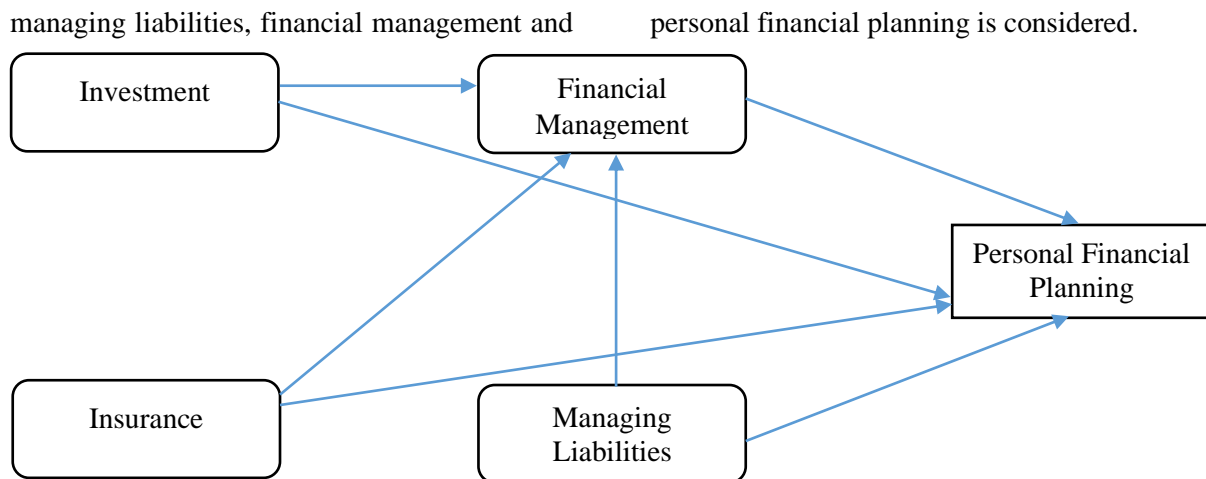 managing liabilities, financial management and
personal financial planning is considered.
Investment
Financial
Management
Personal Financial
Planning
Insurance
Managing
Liabilities